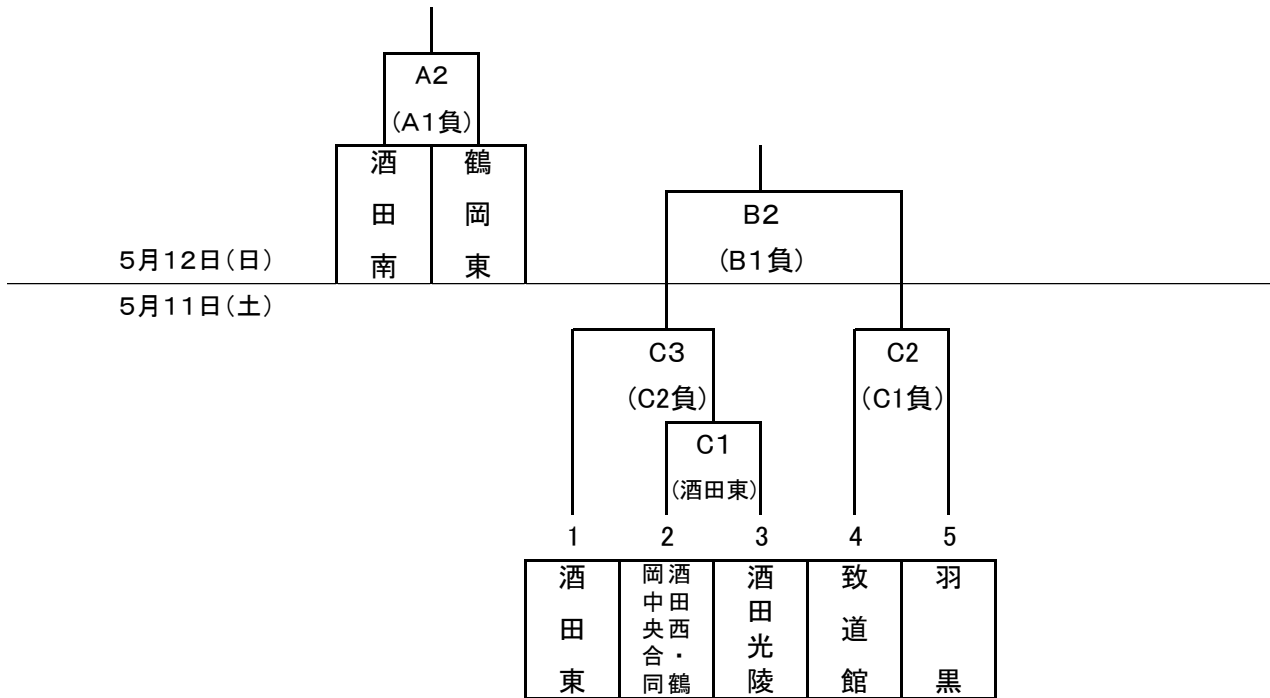 A2
(A1負)
酒田南
鶴岡東
B2
(B1負)
5月12日(日)
5月11日(土)
C3
(C2負)
C2
(C1負)
C1
(酒田東)
1 2 3 4 5
酒田東
酒田西・鶴
岡中央合同
酒田光陵
致道館
羽黒